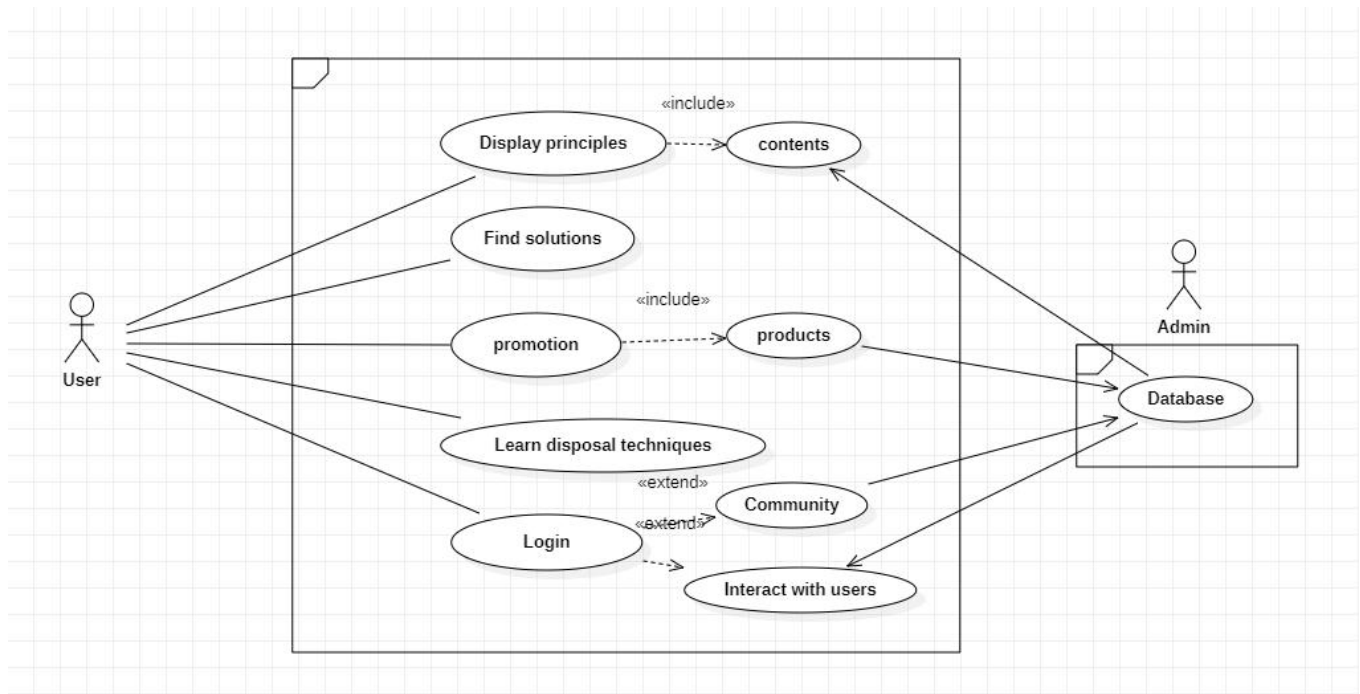 «include»
Display principles
contents
Find solutions
Admin
«include»
promotion
products
User
Database
Learn disposal techniques
«extend»
Community
«extend»
Login
Interact with users